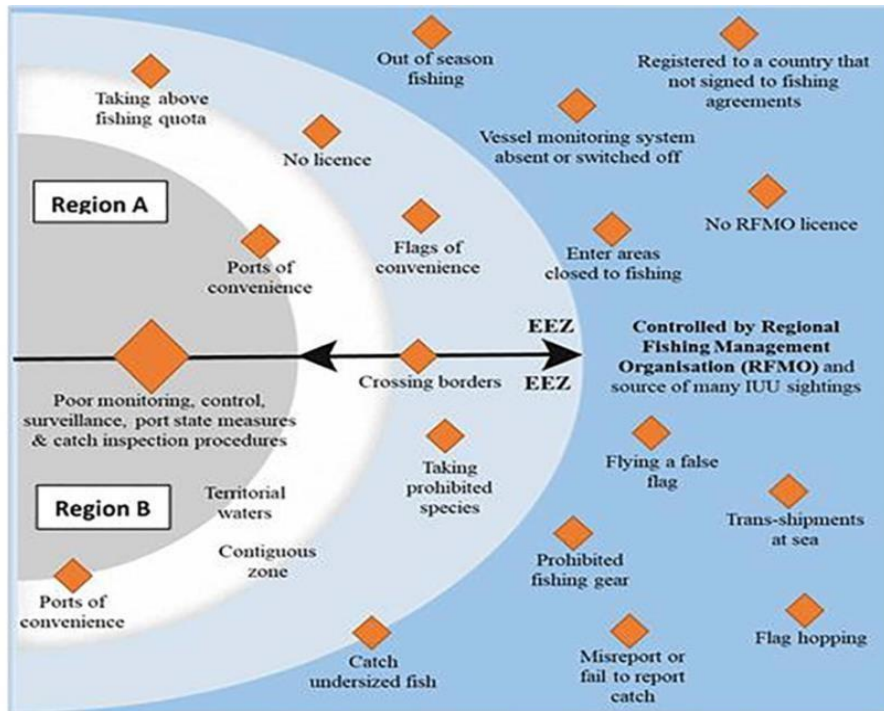 Out of season
fishing
Registered to a country that
not signed to fishing
agreements
Taking above
fishing quota
No licence
Vessel monitoring system
absent or switched off
Region A
No RFMO licence
Ports of
convenience
Flags of
convenience
Enter areas
closed to fishing
EEZ
EEZ
Controlled by Regional
Fishing Management
Organisation (RFMO) and
source of many IUU sightings
Crossing borders
Poor monitoring, control,
surveillance, port state measures
& catch inspection procedures
Taking
prohibited
species
Flying a false
flag
Region B
Territorial
waters
Trans-shipments
at sea
Contiguous
zone
Prohibited
fishing gear
Ports of
convenience
Catch
undersized fish
Misreport or
fail to report
catch
Flag hopping